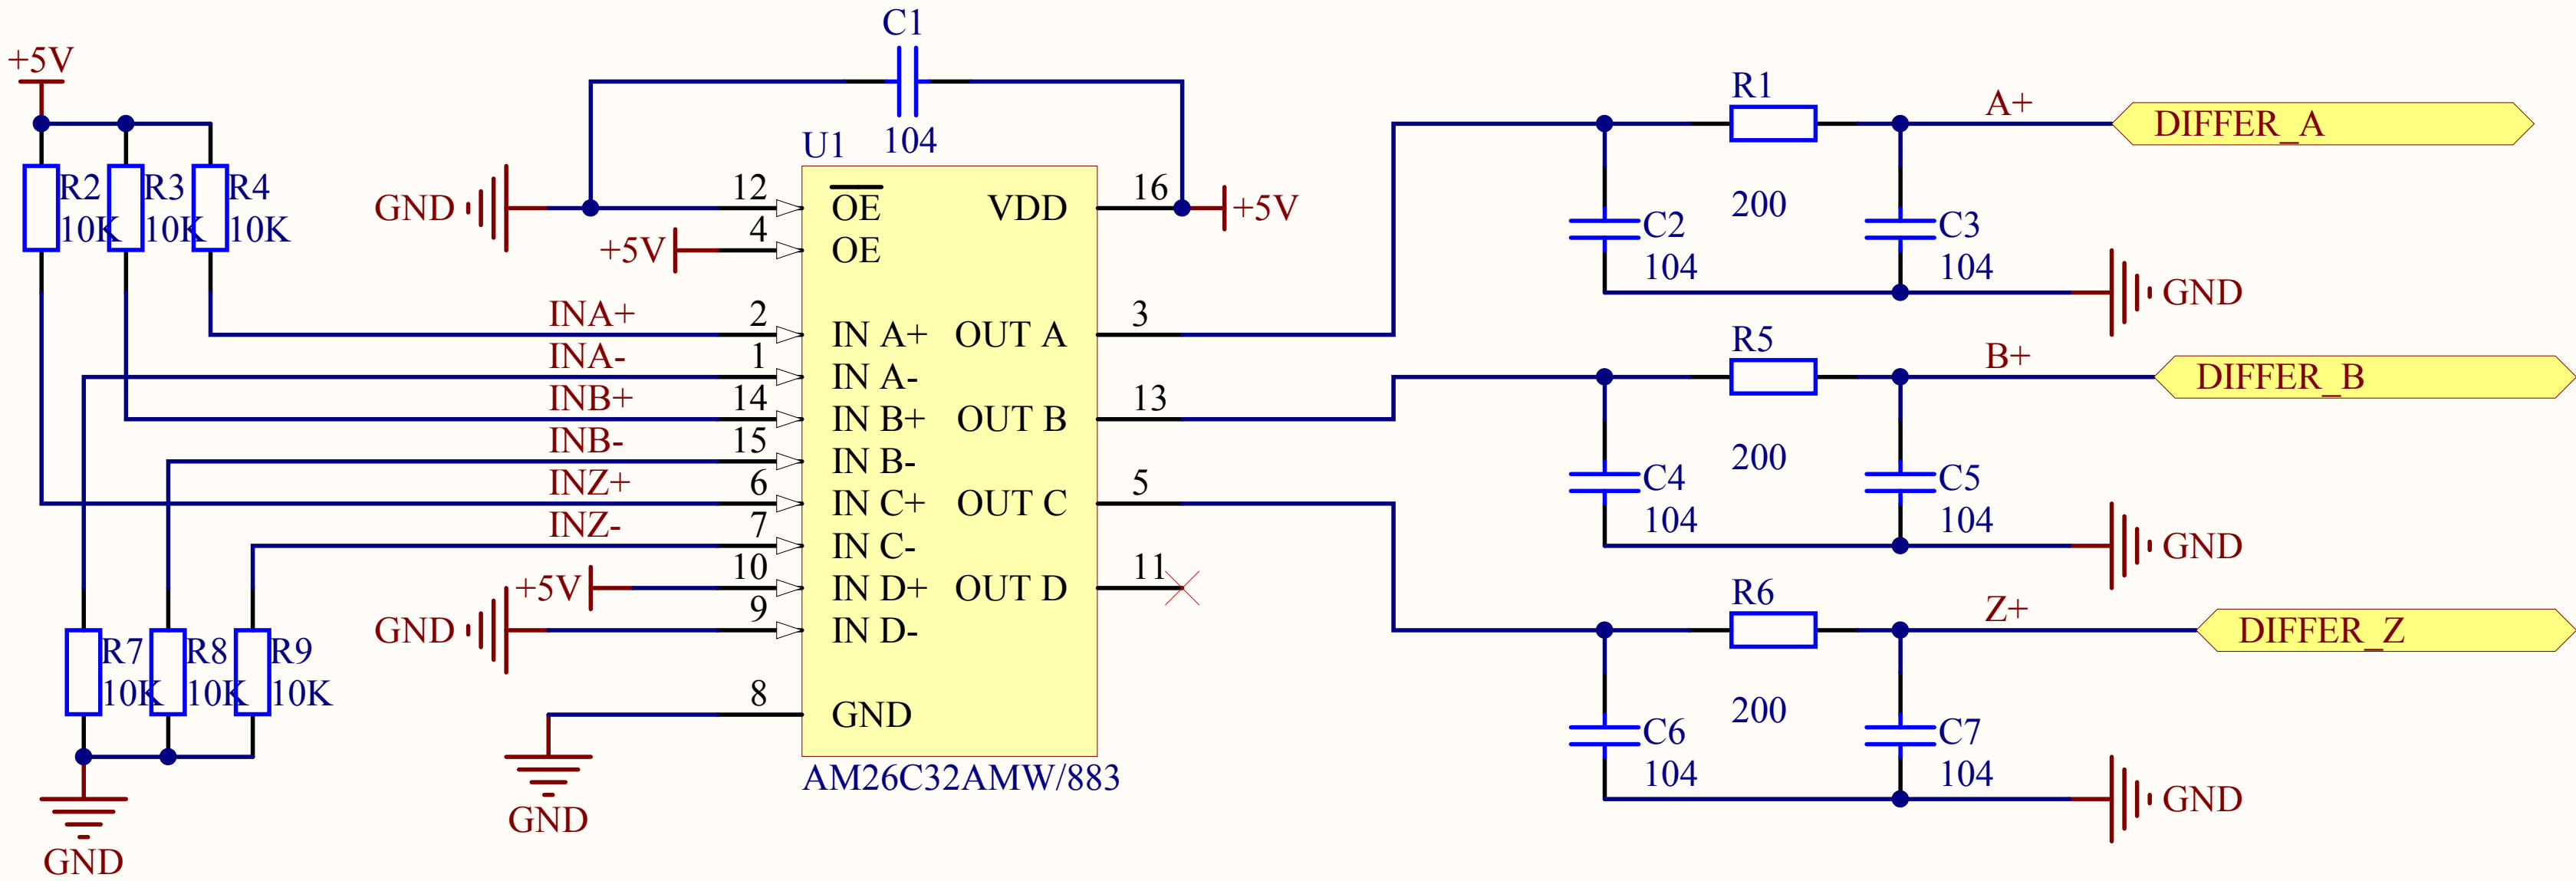 C1
104
+5V
R2
10K
R3
10K
R4
10K
U1
GND
12
OE
VDD
16
+5V
+5V
4
OE
INA+
2
IN A+
OUT A
3
INA-
1
IN A-
INB+
14
IN B+
OUT B
13
INB-
15
IN B-
INZ+
6
IN C+
OUT C
5
INZ-
7
IN C-
+5V
10
IN D+
OUT D
11
GND
9
IN D-
8
GND
GND
AM26C32AMW/883
R7
10K
R8
10K
R9
10K
GND
R1
200
A+
DIFFER_A
C2
104
C3
104
GND
R5
200
B+
DIFFER_B
C4
104
C5
104
GND
R6
200
Z+
DIFFER_Z
C6
104
C7
104
GND